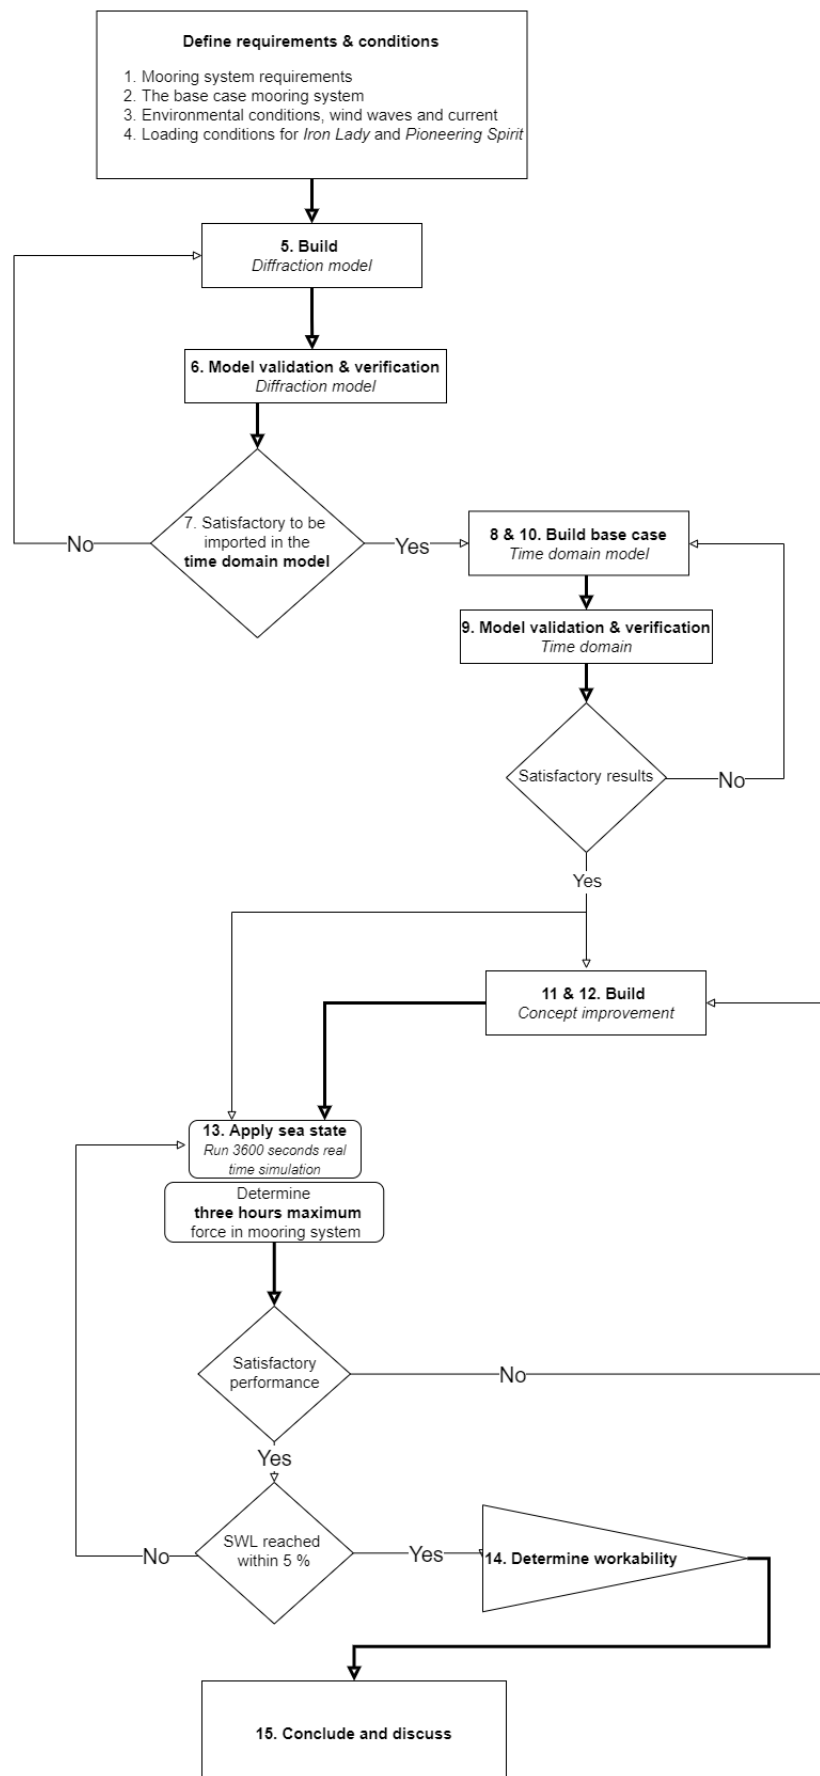 Define requirements & conditions
1. Mooring system requirements
2. The base case mooring system
3. Environmental conditions, wind waves and current
4. Loading conditions for Iron Lady and Pioneering Spirit
5. Build
Diffraction model
6. Model validation & verification
Diffraction model
7. Satisfactory to be
imported in the
time domain model
No
Yes
8 & 10. Build base case
Time domain model
9. Model validation & verification
Time domain
Satisfactory results
No
Yes
11 & 12. Build
Concept improvement
13. Apply sea state
Run 3600 seconds real
time simulation
Determine
three hours maximum
force in mooring system
Satisfactory
performance
No
Yes
SWL reached
within 5 %
No
Yes
14. Determine workability
15. Conclude and discuss